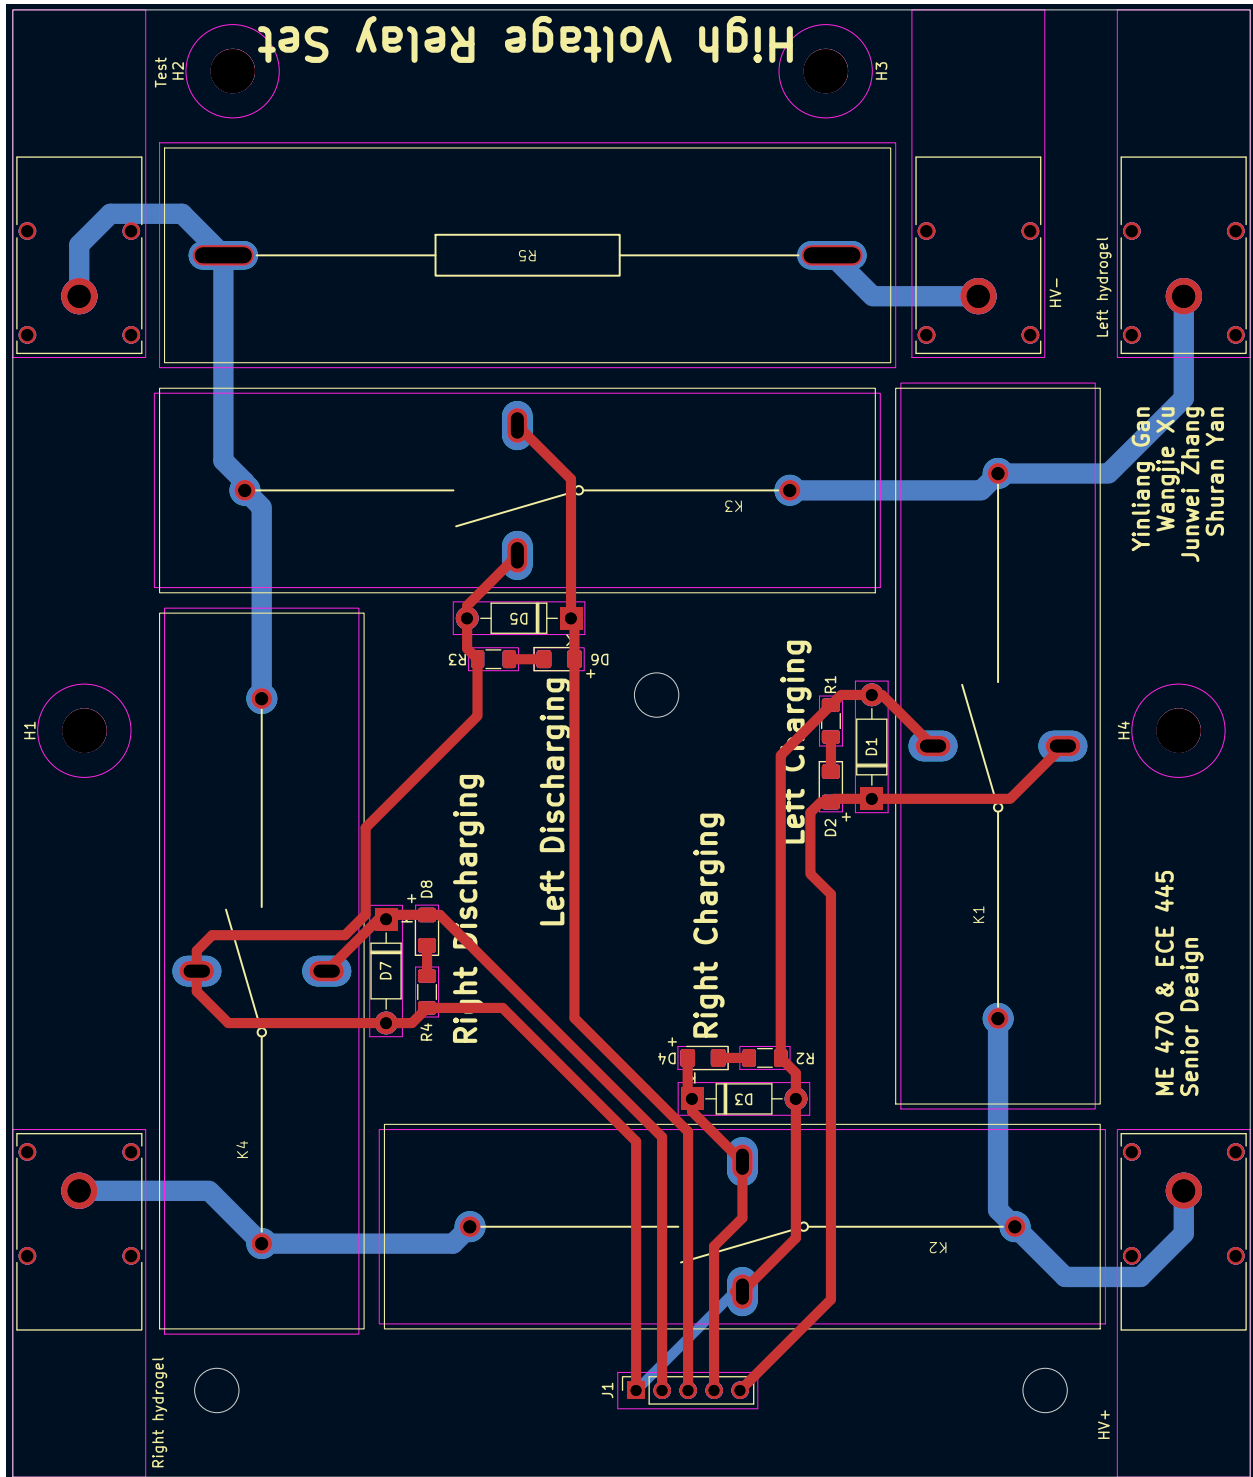 High Voltage Relay Set
Test
H2
H3
R5
HV-
Left hydrogel
Yinliang Gan
Wangjie Xu
Junwei Zhang
Shuran Yan
K3
D5
R3
D6
+
K
Left Discharging
H1
Left Charging
R1
D1
D2
+
H4
Right Discharging
D8
+
K
D7
R4
Right Charging
K1
ME 470 & ECE 445
Senior Deaign
D4
+
R2
K
D3
K4
K2
J1
Right hydrogel
HV+